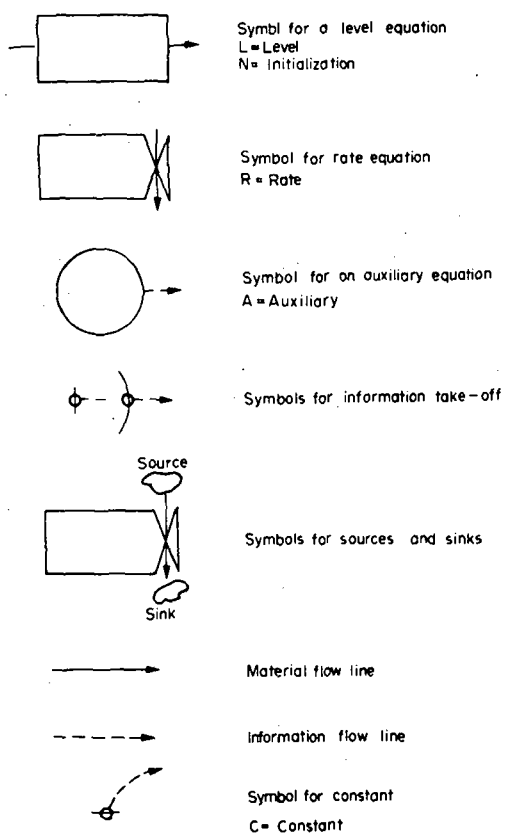 Symbl for a level equation
L = Level
N = Initialization
Symbol for rate equation
R = Rate
Symbol for on auxiliary equation
A = Auxiliary
Symbols for information take-off
Source
Symbols for sources and sinks
Sink
Material flow line
Information flow line
Symbol for constant
C = Constant